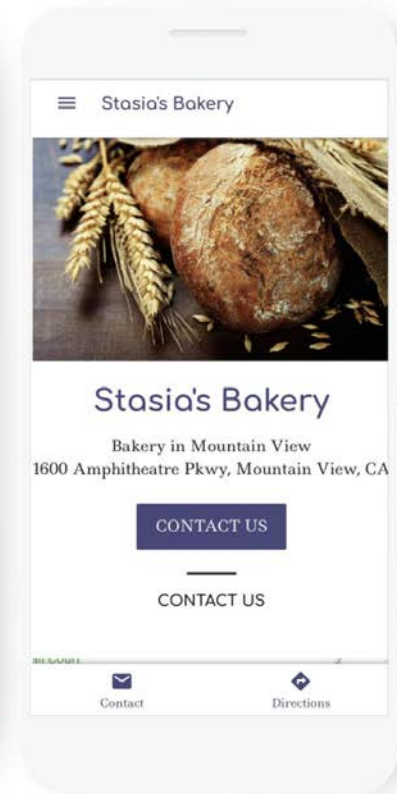 Stasia's Bakery
Stasia's Bakery
Bakery in Mountain View
1600 Amphitheatre Pkwy, Mountain View, CA
CONTACT US
CONTACT US
Contact
Directions